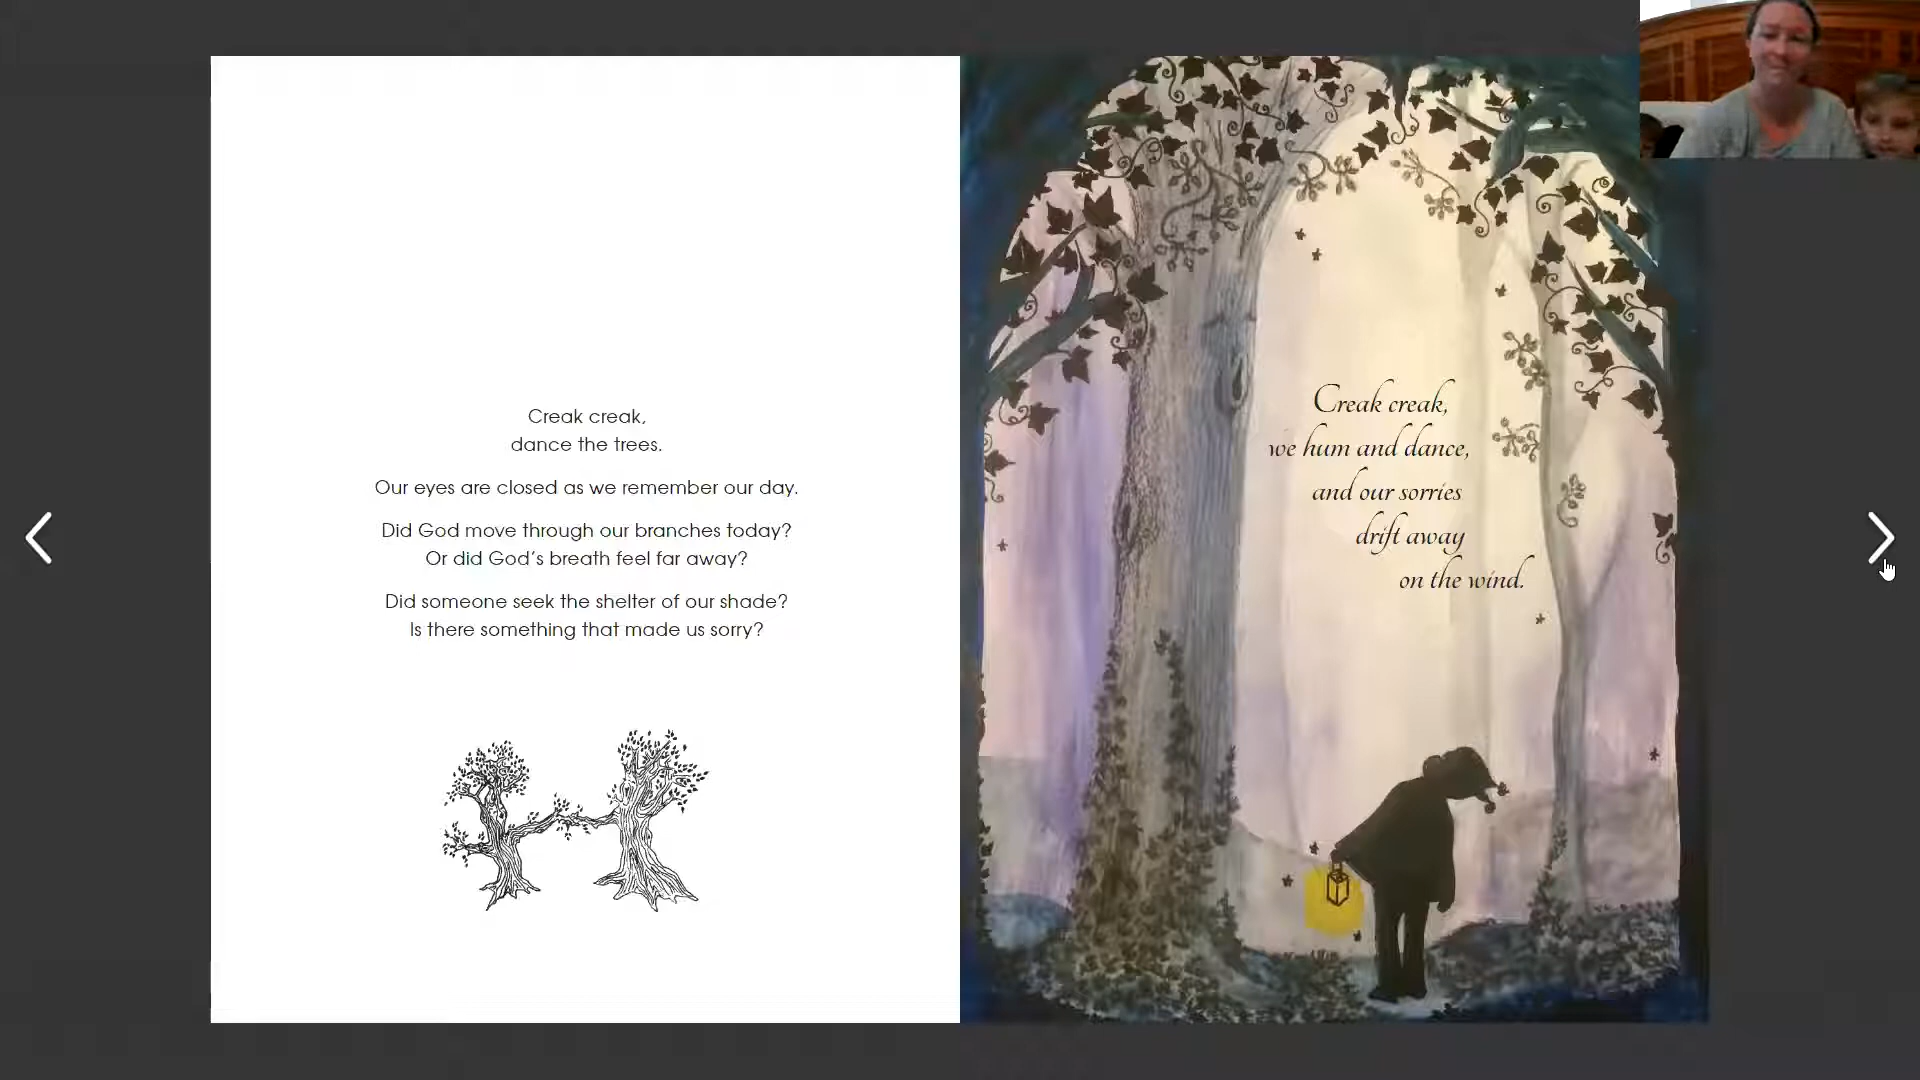 Creak creak,
dance the trees.
Our eyes are closed as we remember our day.
Did God move through our branches today?
Or did God's breath feel far away?
Did someone seek the shelter of our shade?
Is there something that made us sorry?
Creak creak,
we hum and dance,
and our sorries
drift away
on the wind.